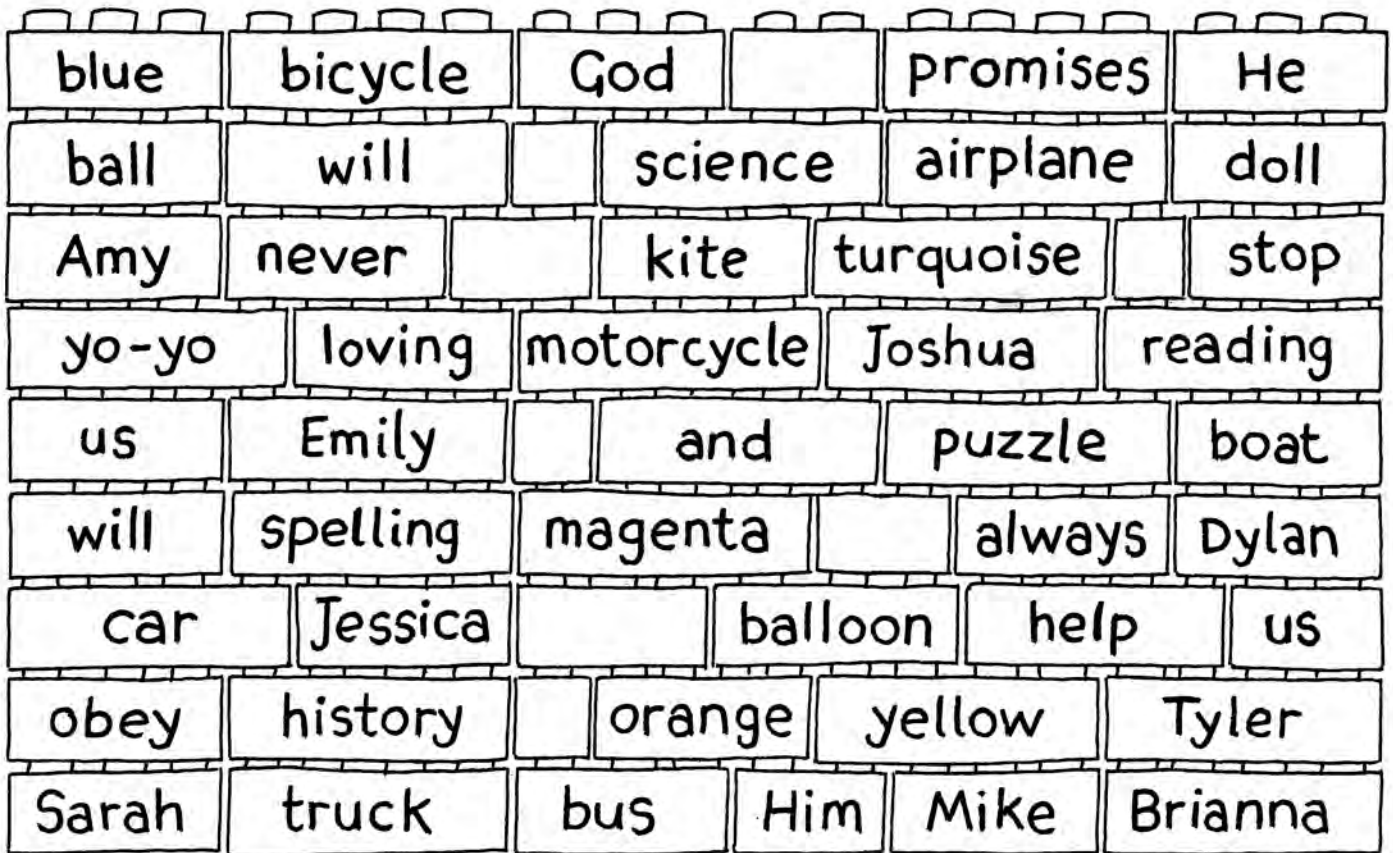 blue bicycle God promises He
ball will science airplane doll
Amy never kite turquoise stop
yo-yo loving motorcycle Joshua reading
us Emily and puzzle boat
will spelling magenta always Dylan
car Jessica balloon help us
obey history orange yellow Tyler
Sarah truck bus Him Mike Brianna